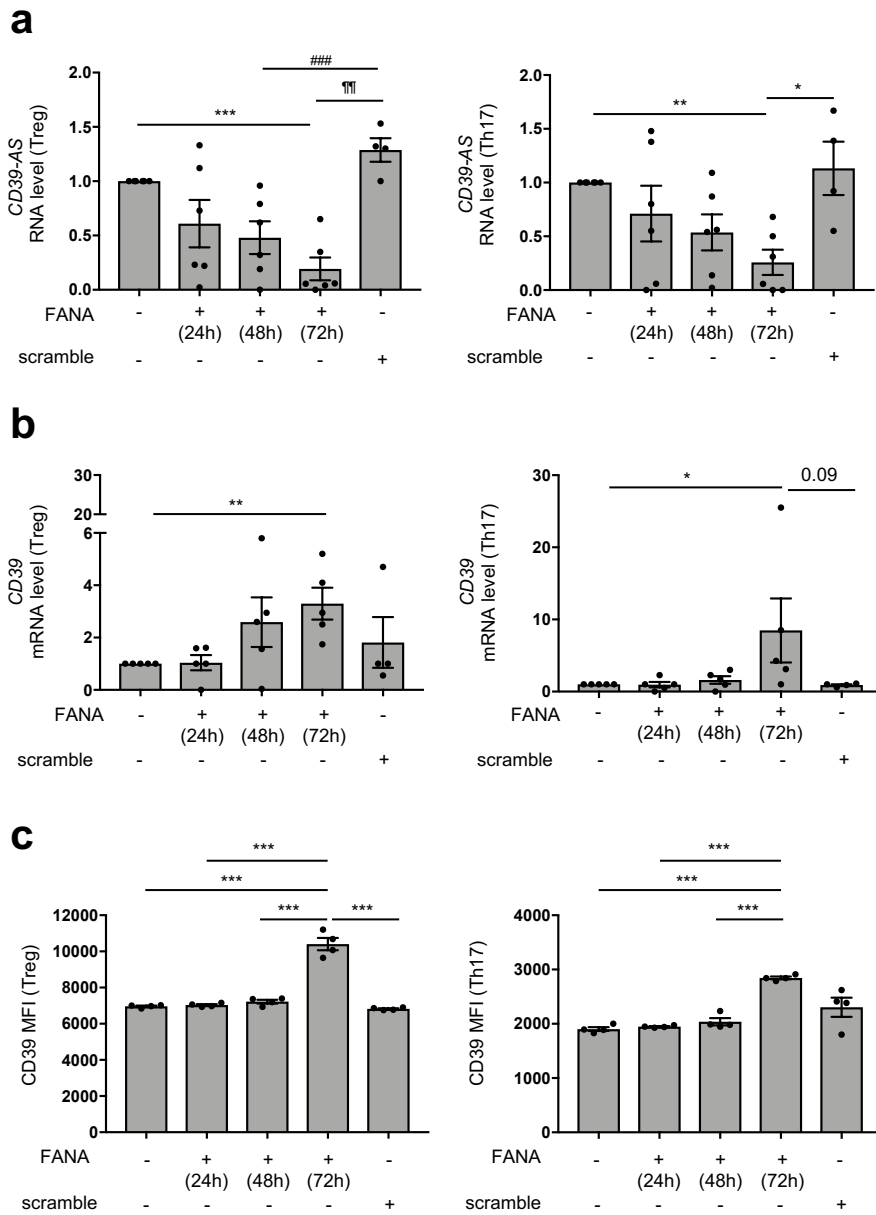 a
###
¶¶
***
2.0
1.5
1.0
0.5
0.0
CD39-AS
RNA level (Treg)
FANA - + + + -
(24h) (48h) (72h)
scramble - - - - +
*
**
2.0
1.5
1.0
0.5
0.0
CD39-AS
RNA level (Th17)
FANA - + + + -
(24h) (48h) (72h)
scramble - - - - +
b
**
30
20
6
4
2
0
CD39
mRNA level (Treg)
FANA - + + + -
(24h) (48h) (72h)
scramble - - - - +
* 0.09
30
20
10
0
CD39
mRNA level (Th17)
FANA - + + + -
(24h) (48h) (72h)
scramble - - - - +
c
***
***
*** ***
12000
10000
8000
6000
4000
2000
0
CD39 MFI (Treg)
FANA - + + + -
(24h) (48h) (72h)
scramble - - - - +
***
***
***
4000
3000
2000
1000
0
CD39 MFI (Th17)
FANA - + + + -
(24h) (48h) (72h)
scramble - - - - +